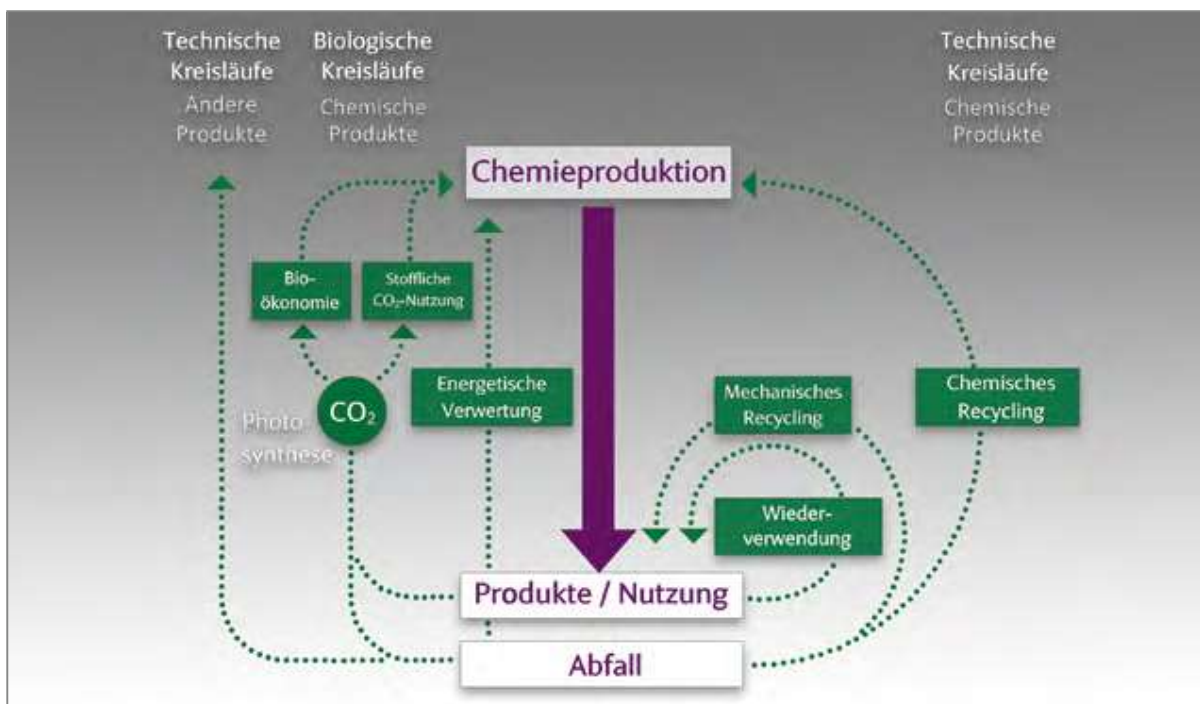 Technische
Kreisläufe
Andere
Produkte
Biologische
Kreisläufe
Chemische
Produkte
Technische
Kreisläufe
Chemische
Produkte
Chemieproduktion
Bio-
ökonomie
Stoffliche
CO₂-Nutzung
CO₂
Photo
synthese
Energetische
Verwertung
Mechanisches
Recycling
Chemisches
Recycling
Wieder-
verwendung
Produkte / Nutzung
Abfall